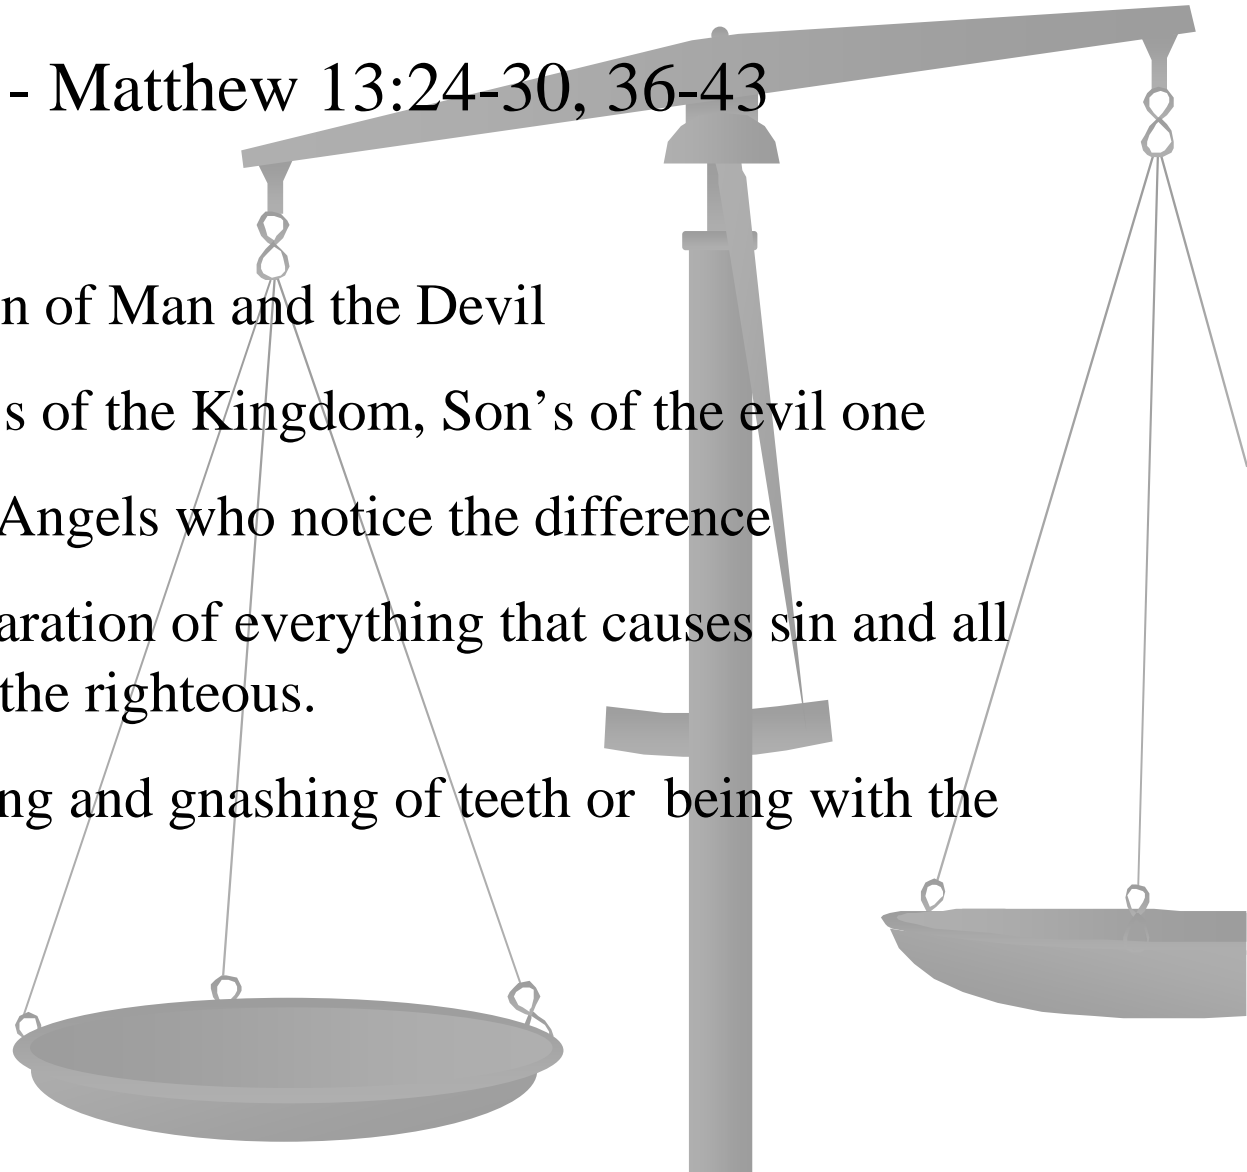 - Matthew 13:24-30, 36-43
n of Man and the Devil
s of the Kingdom, Son’s of the evil one
Angels who notice the difference
aration of everything that causes sin and all
the righteous.
ng and gnashing of teeth or  being with the